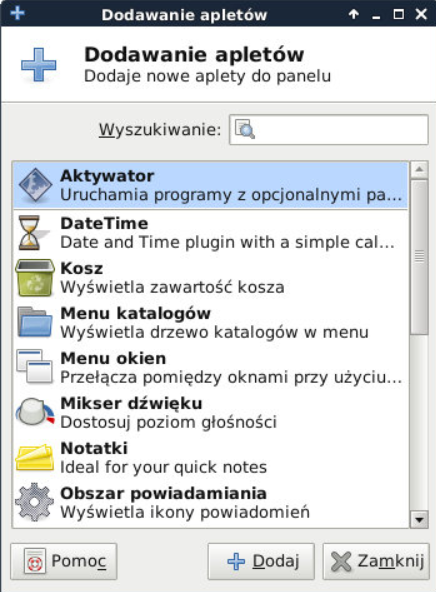 Dodawanie apletów
Dodawanie apletów
Dodaje nowe aplety do panelu
Wyszukiwanie:
Aktywator
Uruchamia programy z opcjonalnymi pa...
DateTime
Date and Time plugin with a simple cal...
Kosz
Wyświetla zawartość kosza
Menu katalogów
Wyświetla drzewo katalogów w menu
Menu okien
Przełącza pomiędzy oknami przy użyciu...
Mikser dźwięku
Dostosuj poziom głośności
Notatki
Ideal for your quick notes
Obszar powiadamiania
Wyświetla ikony powiadomień
Pomoc Dodaj Zamknij